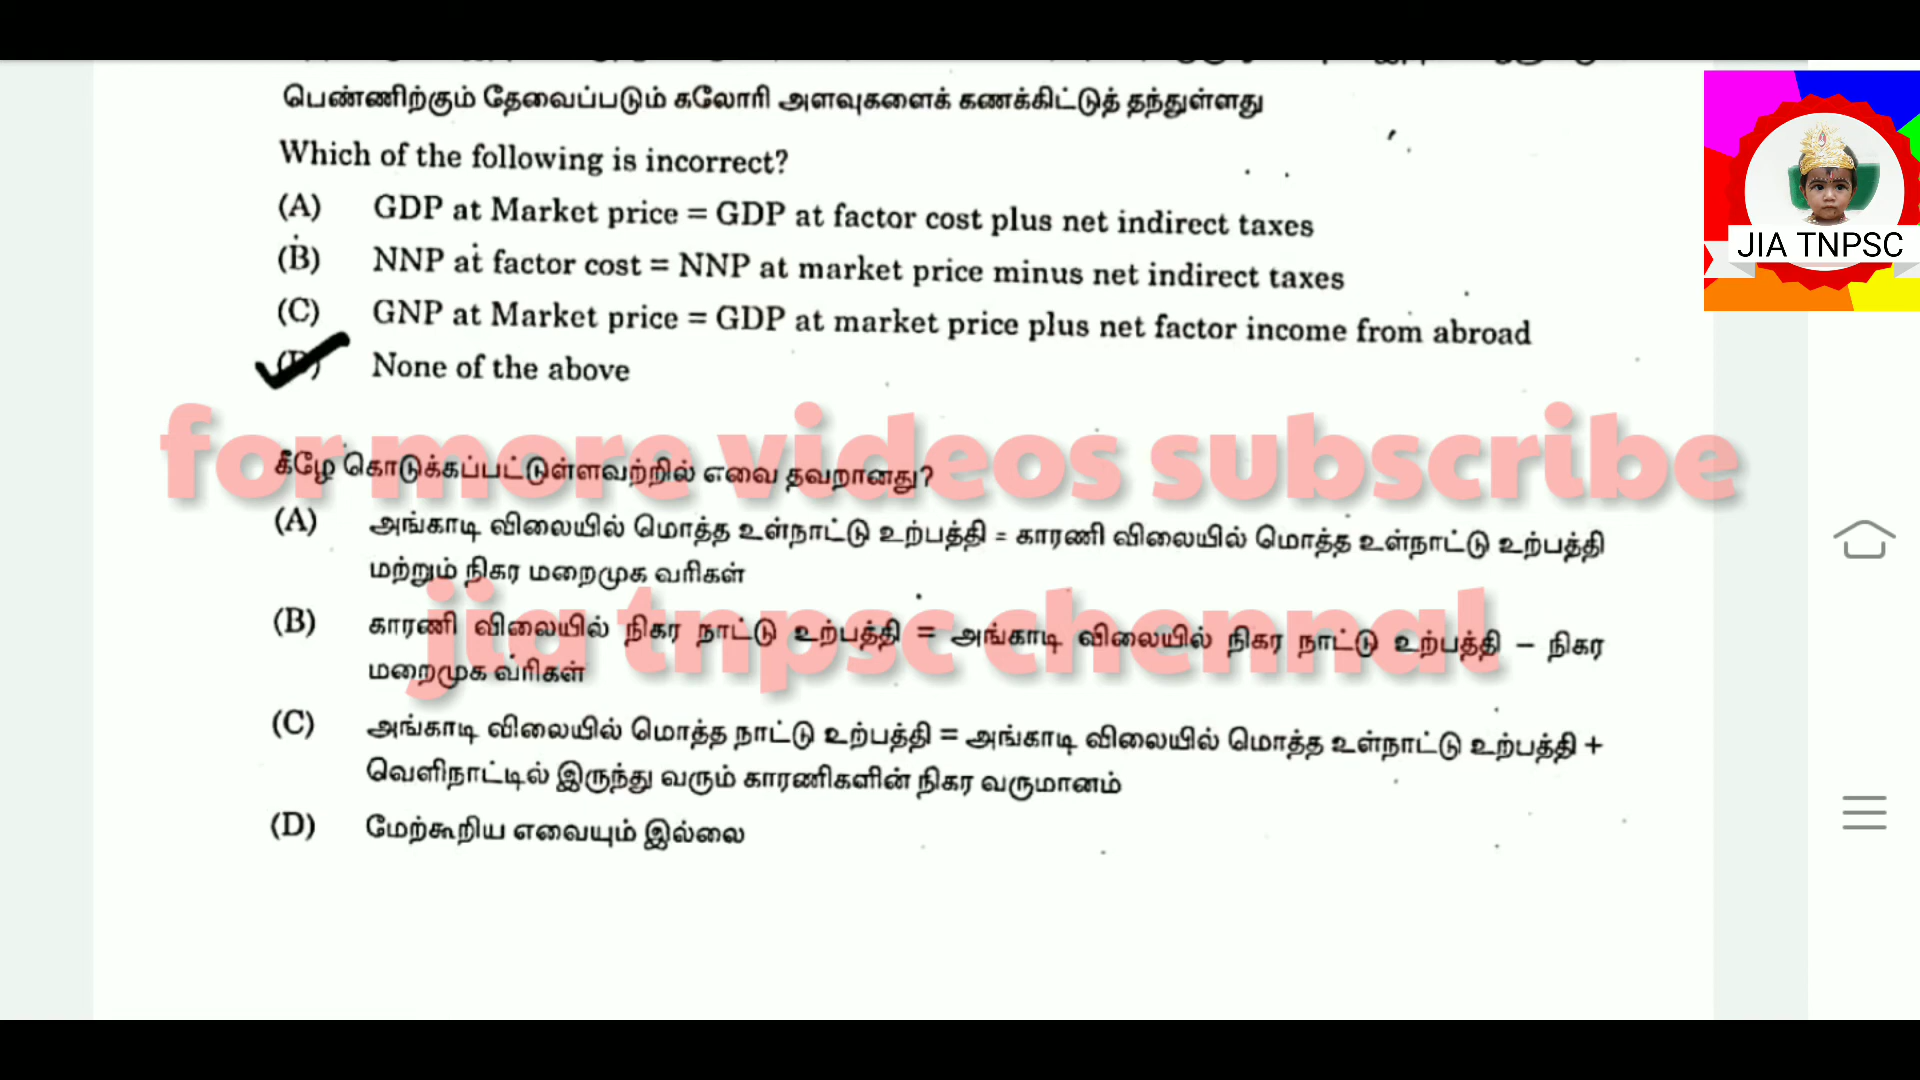 பெண்ணிற்கும் தேவைப்படும் கலோரி அளவுகளைக் கணக்கிட்டுத் தந்துள்ளது
Which of the following is incorrect?
(A) GDP at Market price = GDP at factor cost plus net indirect taxes
(B) NNP at factor cost = NNP at market price minus net indirect taxes
(C) GNP at Market price = GDP at market price plus net factor income from abroad
(D) None of the above
JIA TNPSC
for more videos subscribe
கீழே கொடுக்கப்பட்டுள்ளவற்றில் எவை தவறானது?
(A) அங்காடி விலையில் மொத்த உள்நாட்டு உற்பத்தி = காரணி விலையில் மொத்த உள்நாட்டு உற்பத்தி
மற்றும் நிகர மறைமுக வரிகள்
jia tnpsc chennal
(B) காரணி விலையில் நிகர நாட்டு உற்பத்தி = அங்காடி விலையில் நிகர நாட்டு உற்பத்தி – நிகர
மறைமுக வரிகள்
(C) அங்காடி விலையில் மொத்த நாட்டு உற்பத்தி = அங்காடி விலையில் மொத்த உள்நாட்டு உற்பத்தி +
வெளிநாட்டில் இருந்து வரும் காரணிகளின் நிகர வருமானம்
(D) மேற்கூறிய எவையும் இல்லை